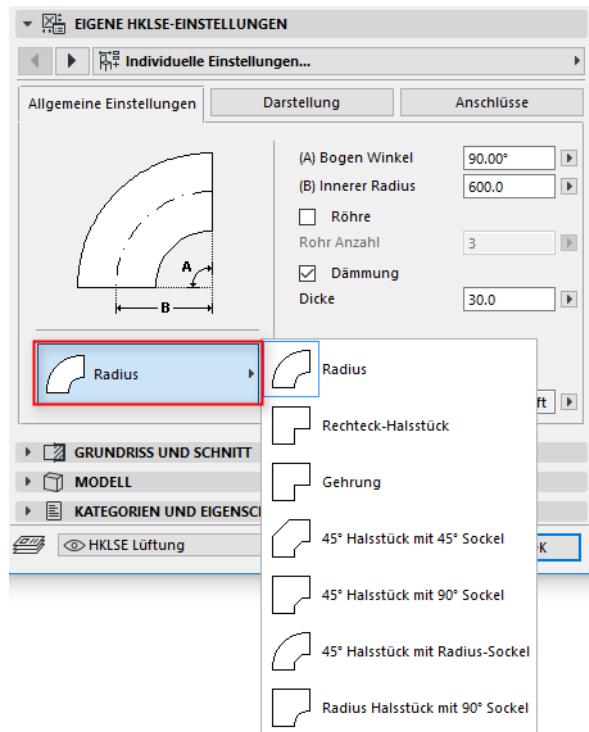 EIGENE HKLSE-EINSTELLUNGEN
Individuelle Einstellungen...
Allgemeine Einstellungen Darstellung Anschlüsse
(A) Bogen Winkel 90.00°
(B) Innerer Radius 600.0
Röhre
Rohr Anzahl 3
Dämmung
Dicke 30.0
A
B
Radius
Radius
Rechteck-Halsstück
ft
Gehrung
GRUNDRISS UND SCHNITT
MODELL
KATEGORIEN UND EIGENSC
45° Halsstück mit 45° Sockel
HKLSE Lüftung
K
45° Halsstück mit 90° Sockel
45° Halsstück mit Radius-Sockel
Radius Halsstück mit 90° Sockel